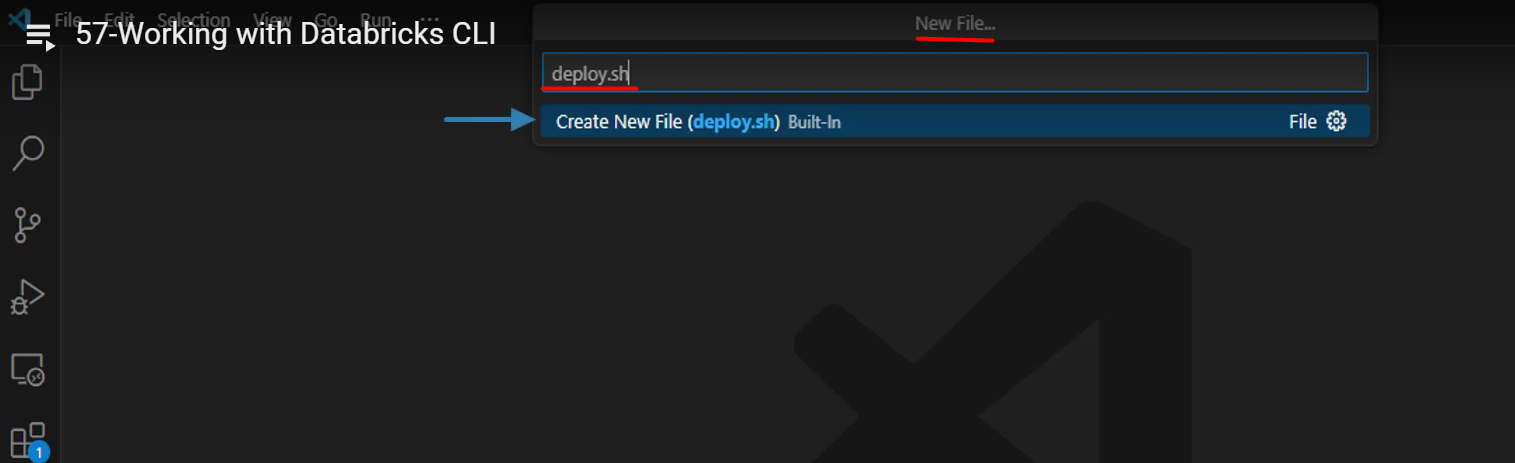 File Edit Selection View Go Run ...
57-Working with Databricks CLI
New File...
deploy.sh
Create New File (deploy.sh) Built-In File
1